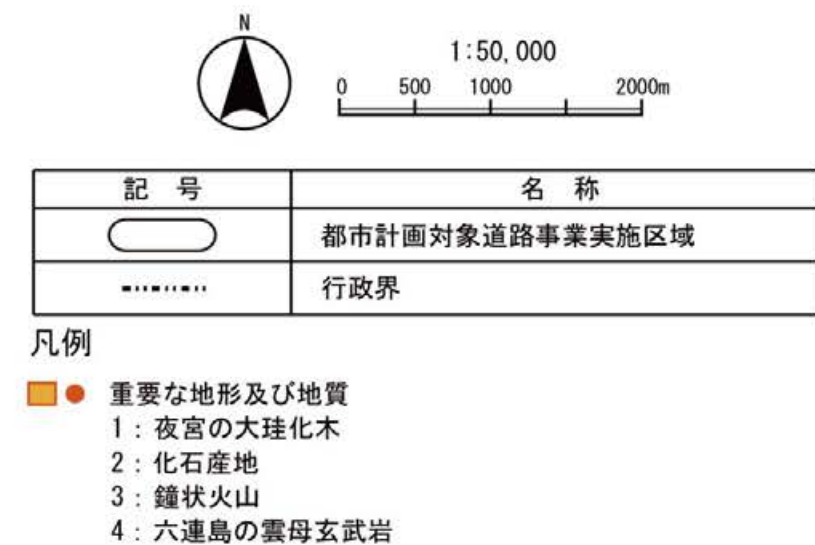 N
1:50,000
0 500 1000 2000m
記 号 名 称
都市計画対象道路事業実施区域
行政界
凡例
重要な地形及び地質
1：夜宮の大珪化木
2：化石産地
3：鐘状火山
4：六連島の雲母玄武岩